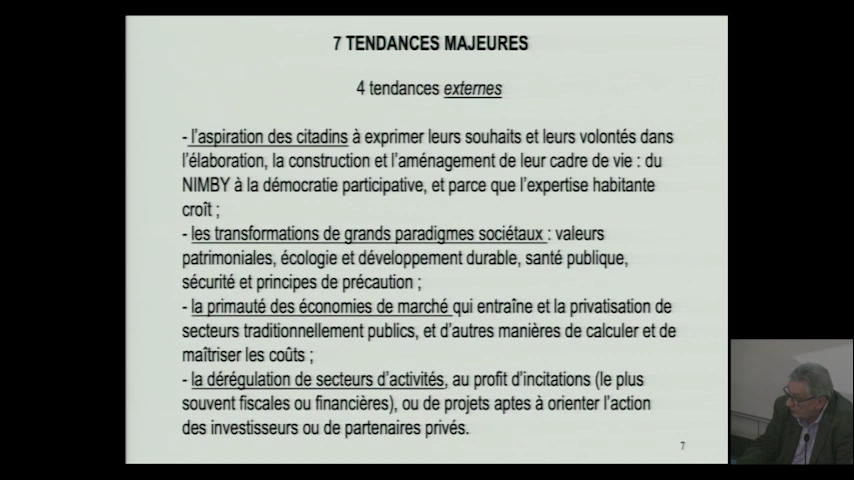 7 TENDANCES MAJEURES
4 tendances externes
- l'aspiration des citadins à exprimer leurs souhaits et leurs volontés dans
l'élaboration, la construction et l'aménagement de leur cadre de vie : du
NIMBY à la démocratie participative, et parce que l'expertise habitante
croît ;
- les transformations de grands paradigmes sociétaux : valeurs
patrimoniales, écologie et développement durable, santé publique,
sécurité et principes de précaution ;
- la primauté des économies de marché qui entraîne et la privatisation de
secteurs traditionnellement publics, et d'autres manières de calculer et de
maîtriser les coûts ;
- la dérégulation de secteurs d'activités, au profit d'incitations (le plus
souvent fiscales ou financières), ou de projets aptes à orienter l'action
des investisseurs ou de partenaires privés.
7